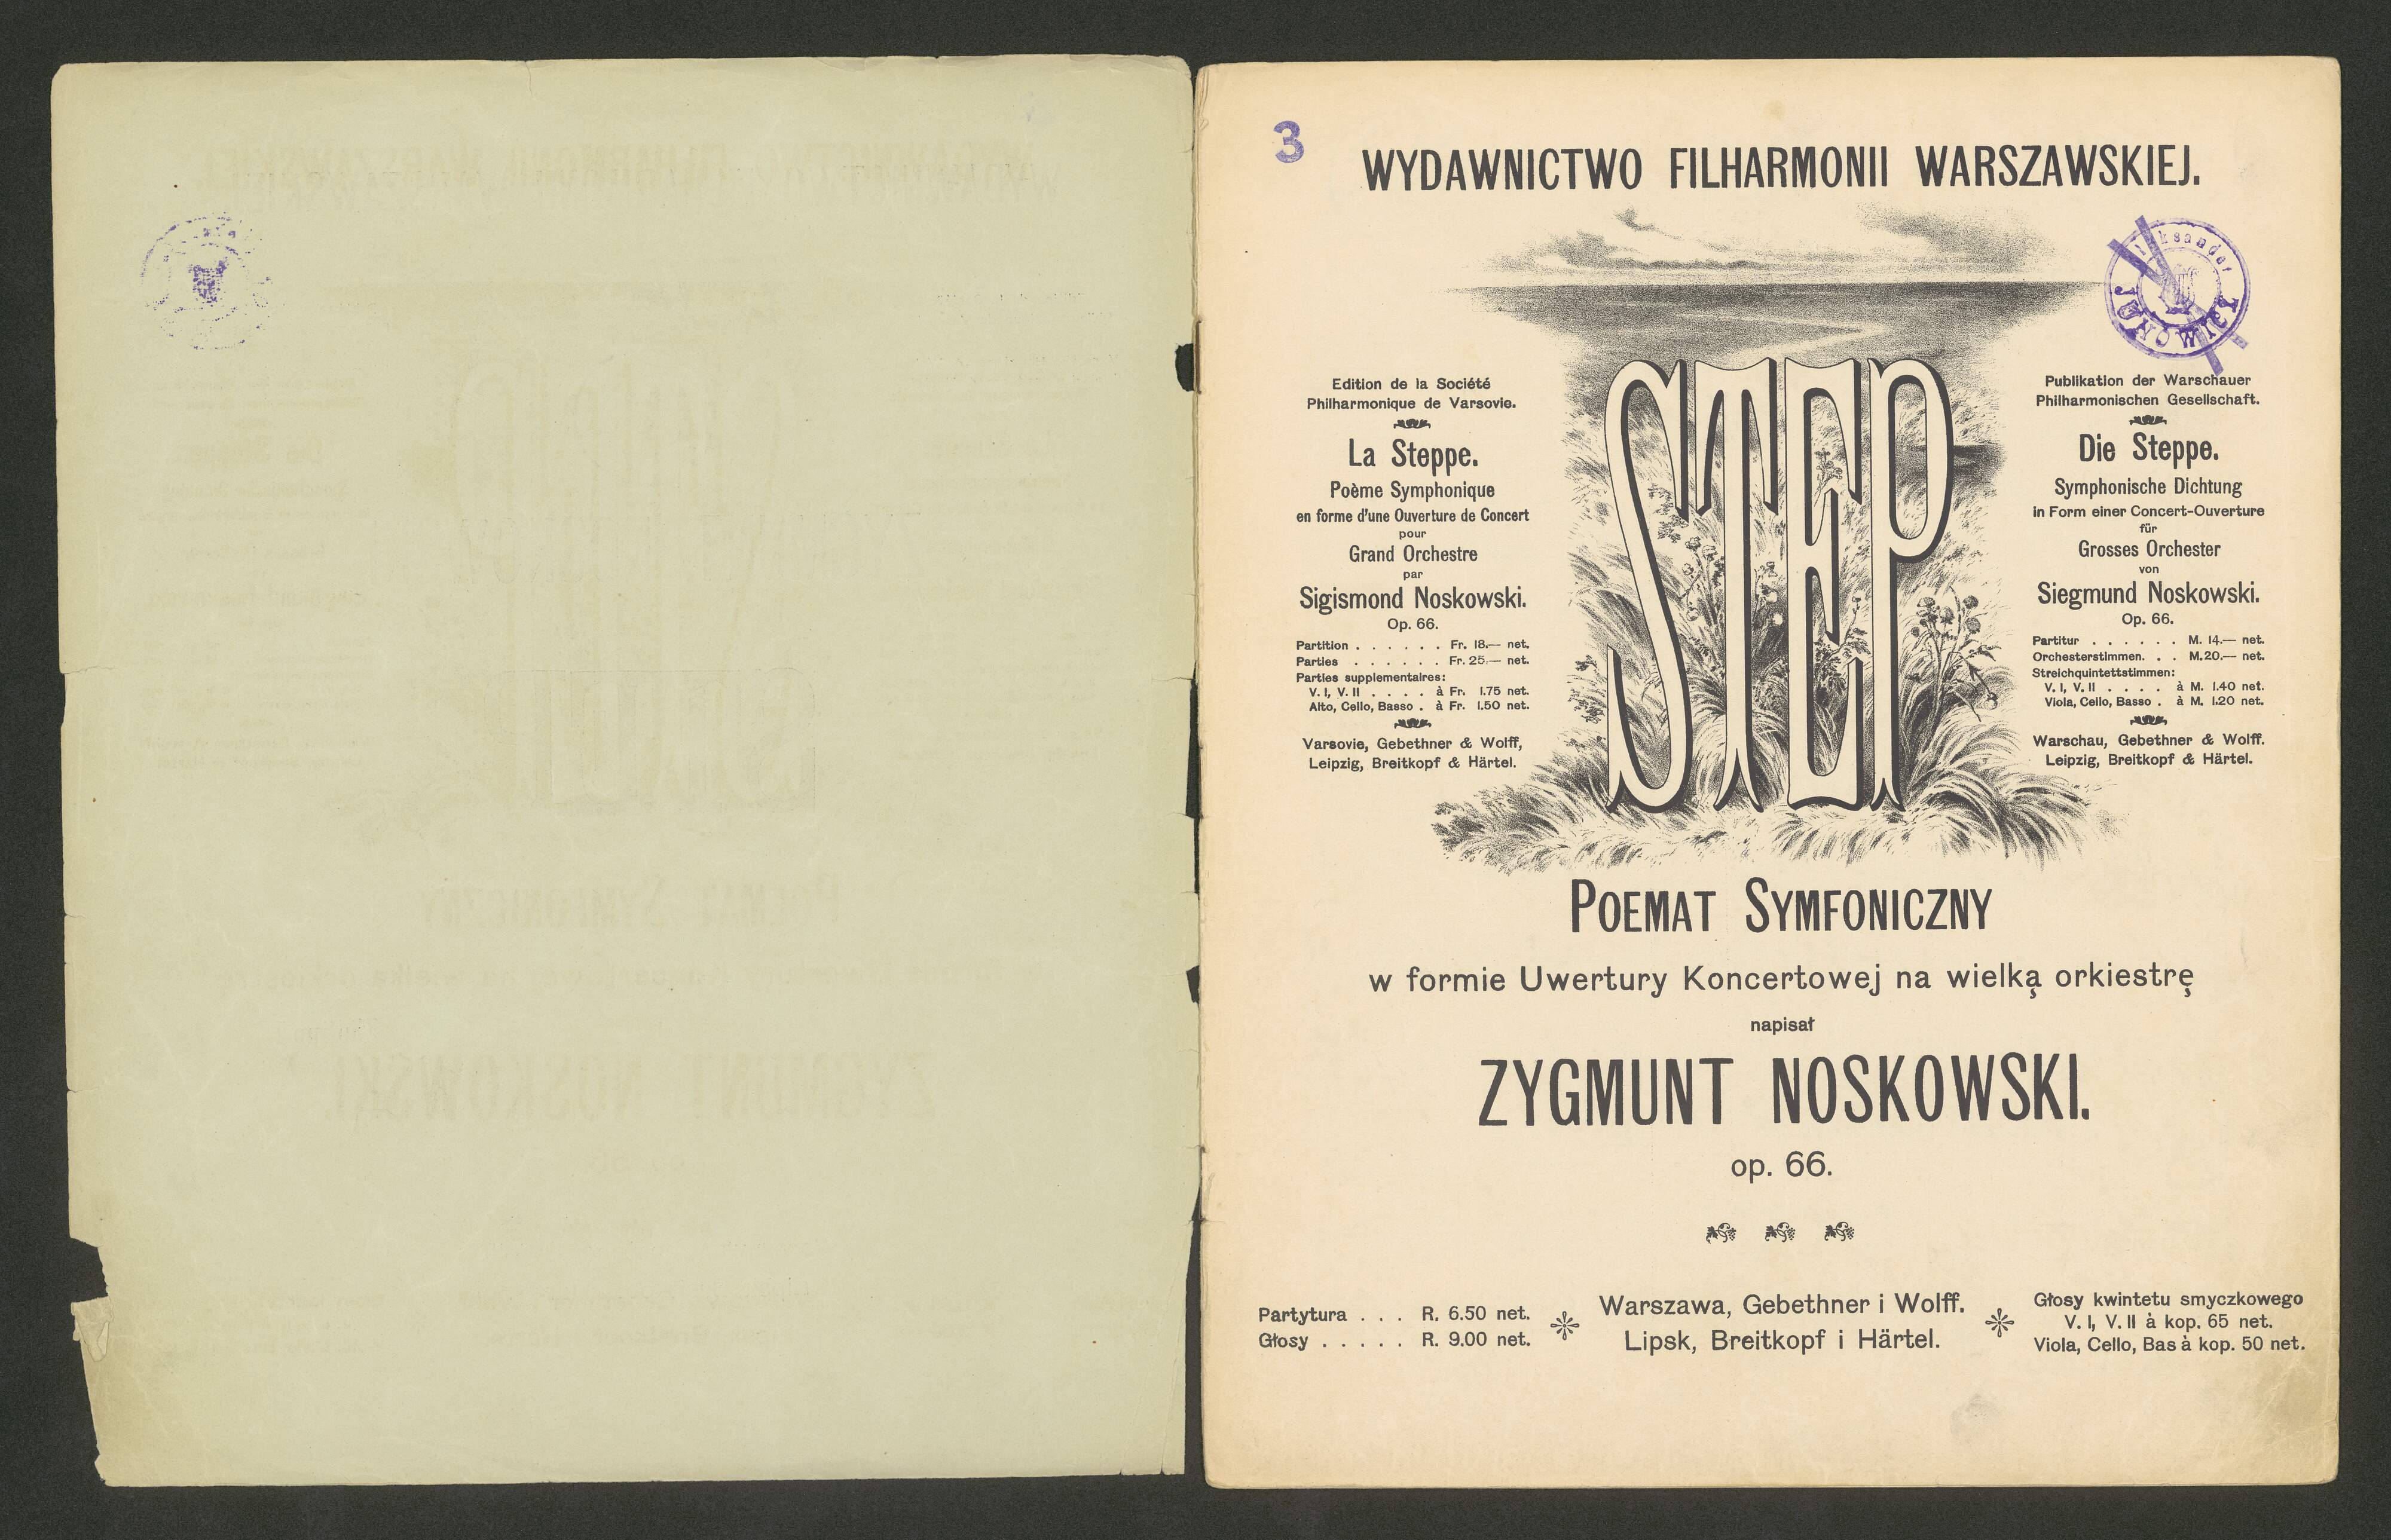 3
WYDAWNICTWO FILHARMONII WARSZAWSKIEJ.
Aleksander
Edition de la Société
Philharmonique de Varsovie.
La Steppe.
Poème Symphonique
en forme d'une Ouverture de Concert
pour
Grand Orchestre
par
Sigismond Noskowski.
Op. 66.
Partition . . . . . . Fr. 18.— net.
Parties . . . . . . Fr. 25.— net.
Parties supplementaires:
V. I, V. II . . . . à Fr. 1.75 net.
Alto, Cello, Basso . à Fr. 1.50 net.
Varsovie, Gebethner & Wolff,
Leipzig, Breitkopf & Härtel.
STEP
Publikation der Warschauer
Philharmonischen Gesellschaft.
Die Steppe.
Symphonische Dichtung
in Form einer Concert-Ouverture
für
Grosses Orchester
von
Siegmund Noskowski.
Op. 66.
Partitur . . . . . . M. 14.— net.
Orchesterstimmen. . . M. 20.— net.
Streichquintettstimmen:
V. I, V. II . . . . à M. 1.40 net.
Viola, Cello, Basso . à M. 1.20 net.
Warschau, Gebethner & Wolff.
Leipzig, Breitkopf & Härtel.
POEMAT SYMFONICZNY
w formie Uwertury Koncertowej na wielką orkiestrę
napisał
ZYGMUNT NOSKOWSKI.
op. 66.
Partytura . . . R. 6.50 net.
Głosy . . . . . R. 9.00 net.
Warszawa, Gebethner i Wolff.
Lipsk, Breitkopf i Härtel.
Głosy kwintetu smyczkowego
V. I, V. II à kop. 65 net.
Viola, Cello, Bas à kop. 50 net.